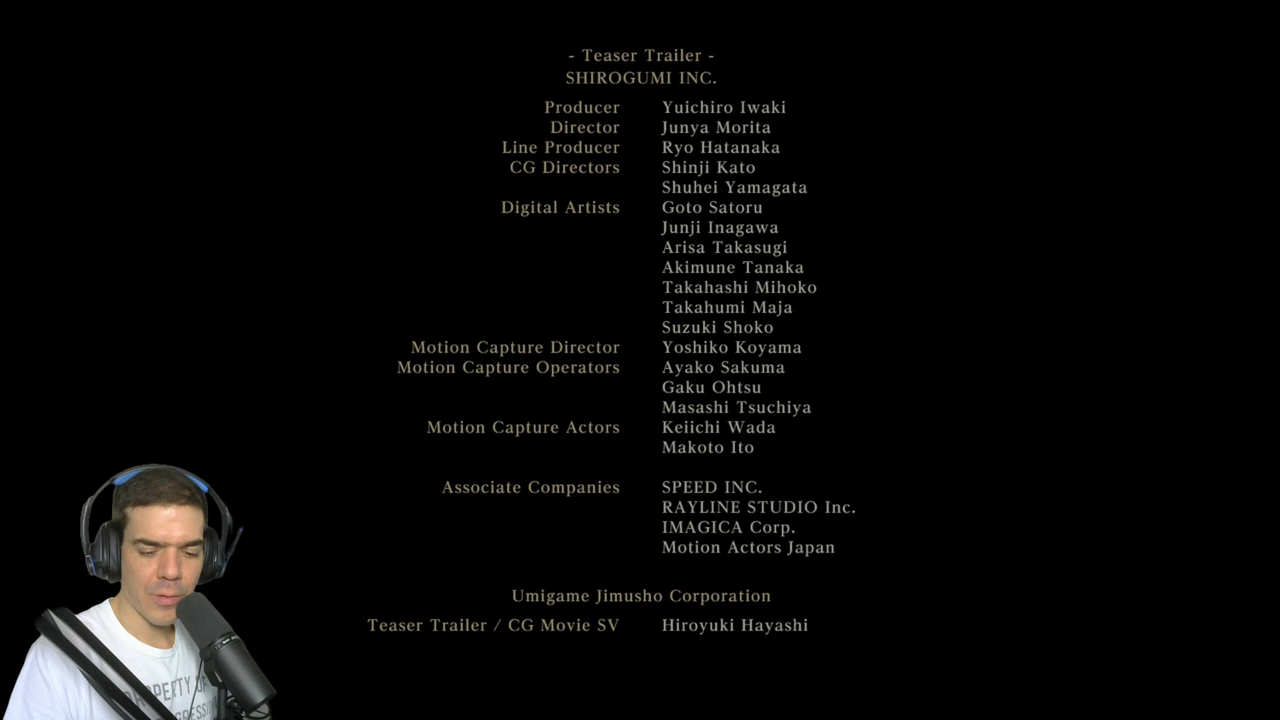 - Teaser Trailer -
SHIROGUMI INC.
Producer Yuichiro Iwaki
Director Junya Morita
Line Producer Ryo Hatanaka
CG Directors Shinji Kato
Shuhei Yamagata
Digital Artists Goto Satoru
Junji Inagawa
Arisa Takasugi
Akimune Tanaka
Takahashi Mihoko
Takahumi Maja
Suzuki Shoko
Motion Capture Director Yoshiko Koyama
Motion Capture Operators Ayako Sakuma
Gaku Ohtsu
Masashi Tsuchiya
Motion Capture Actors Keiichi Wada
Makoto Ito
Associate Companies SPEED INC.
RAYLINE STUDIO Inc.
IMAGICA Corp.
Motion Actors Japan
Umigame Jimusho Corporation
Teaser Trailer / CG Movie SV Hiroyuki Hayashi
PROPERTY OF